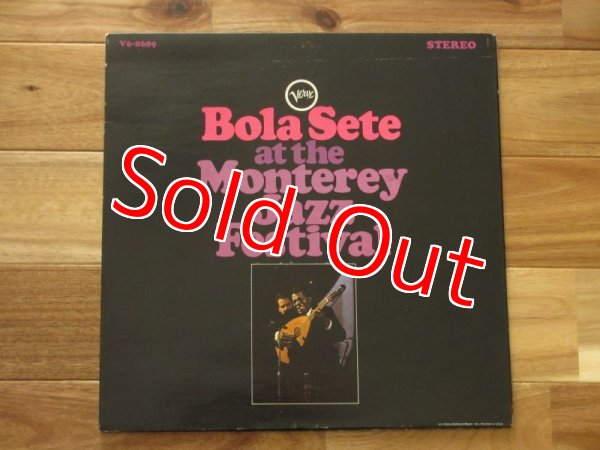 V6-8689
STEREO
Verve
Bola Sete
at the
Monterey
Jazz
Festival
Sold Out